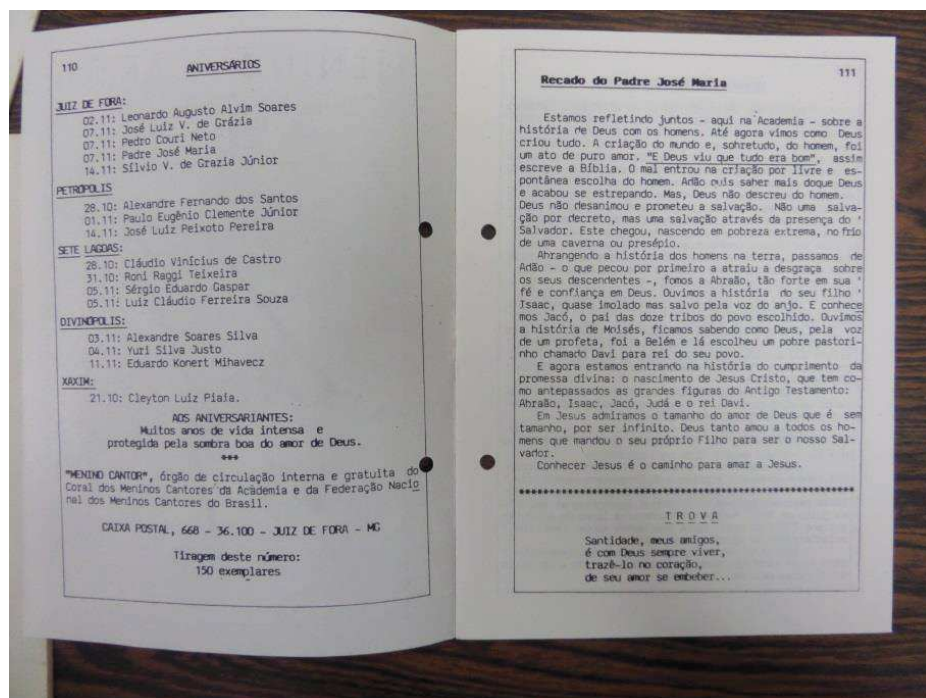 110
ANIVERSÁRIOS
JUIZ DE FORA:
02.11: Leonardo Augusto Alvim Soares
07.11: José Luiz V. de Grázia
07.11: Pedro Couri Neto
07.11: Padre José Maria
14.11: Sílvio V. de Grazia Júnior
PETRÓPOLIS
28.10: Alexandre Fernando dos Santos
01.11: Paulo Eugênio Clemente Júnior
14.11: José Luiz Peixoto Pereira
SETE LAGOAS:
28.10: Cláudio Vinícius de Castro
31.10: Roni Raggi Teixeira
05.11: Sérgio Eduardo Gaspar
05.11: Luiz Cláudio Ferreira Souza
DIVINÓPOLIS:
03.11: Alexandre Soares Silva
04.11: Yuri Silva Justo
11.11: Eduardo Konert Mihavecz
XAXIM:
21.10: Cleyton Luiz Piaia.
AOS ANIVERSARIANTES:
Muitos anos de vida intensa e
protegida pela sombra boa do amor de Deus.
***
"MENINO CANTOR", órgão de circulação interna e gratuita do
Coral dos Meninos Cantores da Academia e da Federação Nacio
nal dos Meninos Cantores do Brasil.
CAIXA POSTAL, 668 - 36.100 - JUIZ DE FORA - MG
Tiragem deste número:
150 exemplares
111
Recado do Padre José Maria
Estamos refletindo juntos - aqui na Academia - sobre a
história de Deus com os homens. Até agora vimos como Deus
criou tudo. A criação do mundo e, sobretudo, do homem, foi
um ato de puro amor. "E Deus viu que tudo era bom", assim
escreve a Bíblia. O mal entrou na criação por livre e es-
pontânea escolha do homem. Adão quis saber mais doque Deus
e acabou se estrepando. Mas, Deus não descreu do homem.
Deus não desanimou e prometeu a salvação. Não uma salva-
ção por decreto, mas uma salvação através da presença do '
Salvador. Este chegou, nascendo em pobreza extrema, no frio
de uma caverna ou presépio.
Abrangendo a história dos homens na terra, passamos de
Adão - o que pecou por primeiro a atraiu a desgraça sobre
os seus descendentes -, fomos a Abraão, tão forte em sua '
fé e confiança em Deus. Ouvimos a história do seu filho '
Isaac, quase imolado mas salvo pela voz do anjo. E conhece
mos Jacó, o pai das doze tribos do povo escolhido. Ouvimos
a história de Moisés, ficamos sabendo como Deus, pela voz
de um profeta, foi a Belém e lá escolheu um pobre pastori-
nho chamado Davi para rei do seu povo.
E agora estamos entrando na história do cumprimento da
promessa divina: o nascimento de Jesus Cristo, que tem co-
mo antepassados as grandes figuras do Antigo Testamento:
Abraão, Isaac, Jacó, Judá e o rei Davi.
Em Jesus admiramos o tamanho do amor de Deus que é sem
tamanho, por ser infinito. Deus tanto amou a todos os ho-
mens que mandou o seu próprio Filho para ser o nosso Sal-
vador.
Conhecer Jesus é o caminho para amar a Jesus.
TROVA
Santidade, meus amigos,
é com Deus sempre viver,
trazê-lo no coração,
de seu amor se embeber...